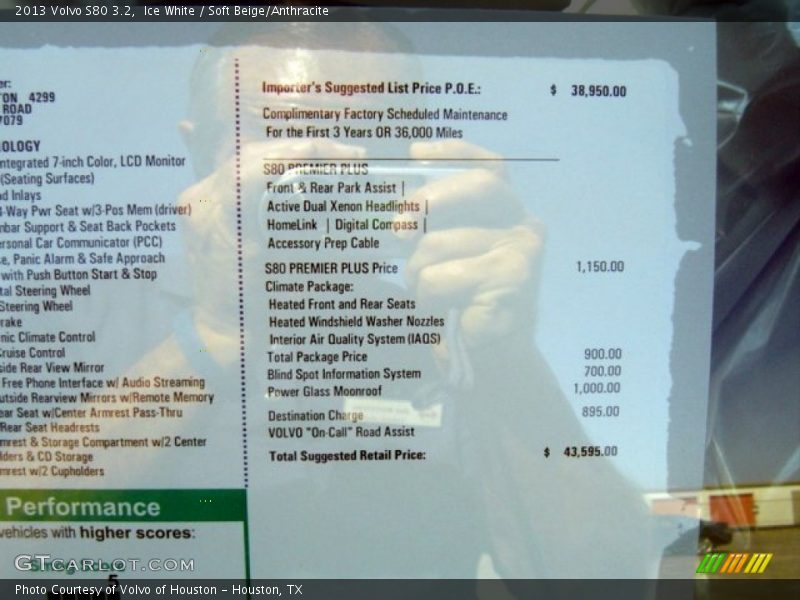 2013 Volvo S80 3.2, Ice White / Soft Beige/Anthracite
er:
TON 4299
ROAD
7079
OLOGY
ntegrated 7-inch Color, LCD Monitor
(Seating Surfaces)
d Inlays
-Way Pwr Seat w/3-Pos Mem (driver)
mbar Support & Seat Back Pockets
ersonal Car Communicator (PCC)
e, Panic Alarm & Safe Approach
with Push Button Start & Stop
tal Steering Wheel
Steering Wheel
rake
nic Climate Control
Cruise Control
side Rear View Mirror
Free Phone Interface w/ Audio Streaming
utside Rearview Mirrors w/Remote Memory
ear Seat w/Center Armrest Pass-Thru
Rear Seat Headrests
mrest & Storage Compartment w/2 Center
lders & CD Storage
mrest w/2 Cupholders
Performance
vehicles with higher scores:
5
Importer's Suggested List Price P.O.E.: $ 38,950.00
Complimentary Factory Scheduled Maintenance
For the First 3 Years OR 36,000 Miles
S80 PREMIER PLUS
Front & Rear Park Assist |
Active Dual Xenon Headlights |
HomeLink | Digital Compass |
Accessory Prep Cable
S80 PREMIER PLUS Price 1,150.00
Climate Package:
Heated Front and Rear Seats
Heated Windshield Washer Nozzles
Interior Air Quality System (IAQS)
Total Package Price 900.00
Blind Spot Information System 700.00
Power Glass Moonroof 1,000.00
Destination Charge 895.00
VOLVO "On-Call" Road Assist
Total Suggested Retail Price: $ 43,595.00
GTCARLOT.COM
Photo Courtesy of Volvo of Houston - Houston, TX